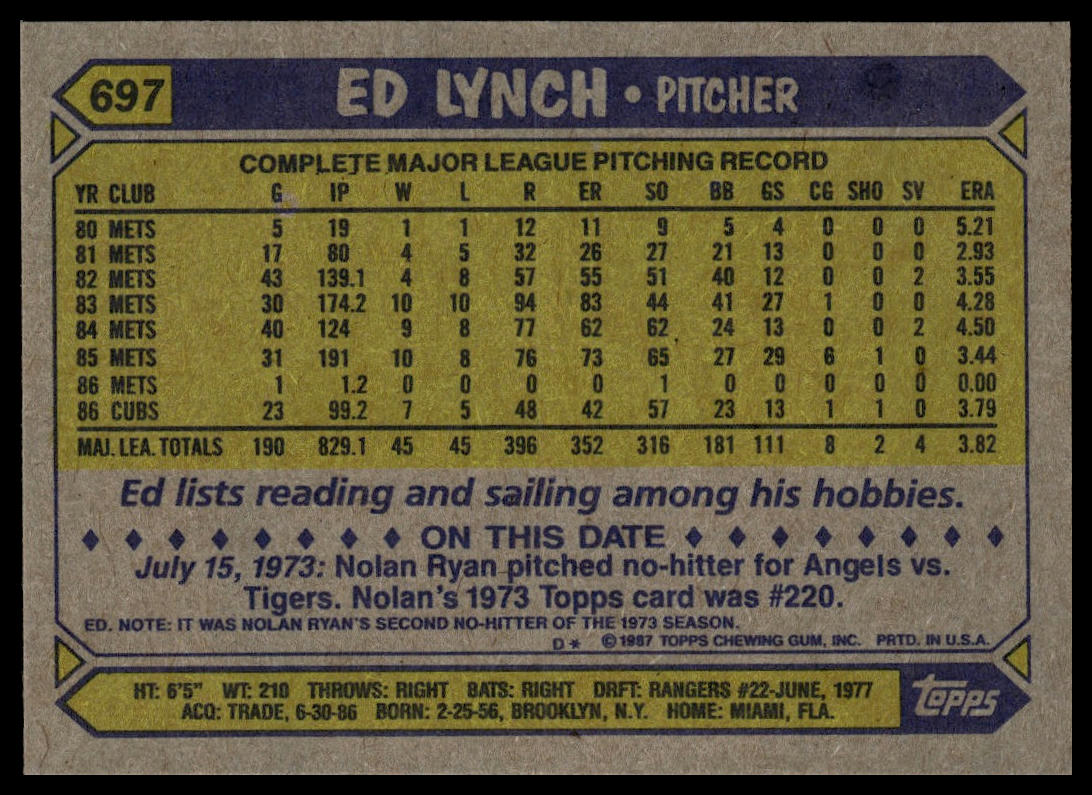 697
ED LYNCH • PITCHER
COMPLETE MAJOR LEAGUE PITCHING RECORD
YR CLUB G IP W L R ER SO BB GS CG SHO SV ERA
80 METS 5 19 1 1 12 11 9 5 4 0 0 0 5.21
81 METS 17 80 4 5 32 26 27 21 13 0 0 0 2.93
82 METS 43 139.1 4 8 57 55 51 40 12 0 0 2 3.55
83 METS 30 174.2 10 10 94 83 44 41 27 1 0 0 4.28
84 METS 40 124 9 8 77 62 62 24 13 0 0 2 4.50
85 METS 31 191 10 8 76 73 65 27 29 6 1 0 3.44
86 METS 1 1.2 0 0 0 0 1 0 0 0 0 0 0.00
86 CUBS 23 99.2 7 5 48 42 57 23 13 1 1 0 3.79
MAJ. LEA. TOTALS 190 829.1 45 45 396 352 316 181 111 8 2 4 3.82
Ed lists reading and sailing among his hobbies.
ON THIS DATE
July 15, 1973: Nolan Ryan pitched no-hitter for Angels vs.
Tigers. Nolan's 1973 Topps card was #220.
ED. NOTE: IT WAS NOLAN RYAN'S SECOND NO-HITTER OF THE 1973 SEASON.
D* ©1987 TOPPS CHEWING GUM, INC. PRTD. IN U.S.A.
HT: 6'5" WT: 210 THROWS: RIGHT BATS: RIGHT DRFT: RANGERS #22-JUNE, 1977
ACQ: TRADE, 6-30-86 BORN: 2-25-56, BROOKLYN, N.Y. HOME: MIAMI, FLA.
Topps